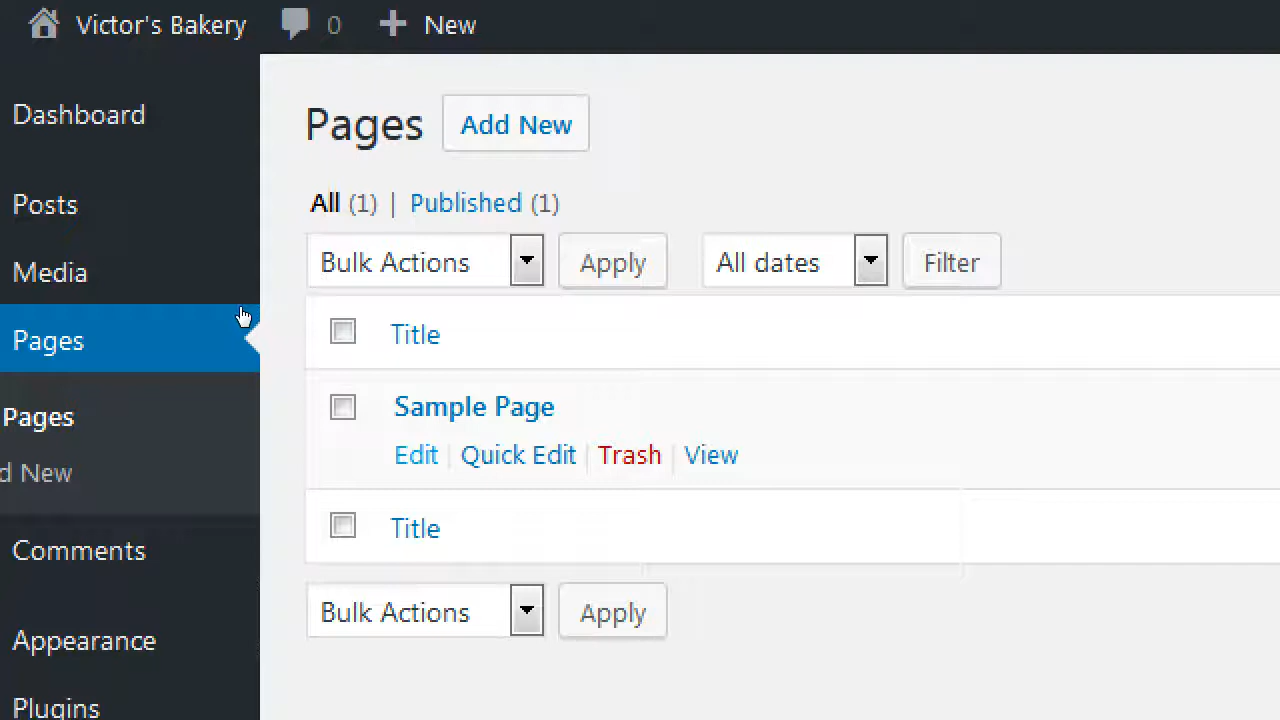 Victor's Bakery 0 New
Dashboard
Posts
Media
Pages
Pages
d New
Comments
Appearance
Plugins
Pages Add New
All (1) | Published (1)
Bulk Actions Apply All dates Filter
Title
Sample Page
Edit | Quick Edit | Trash | View
Title
Bulk Actions Apply